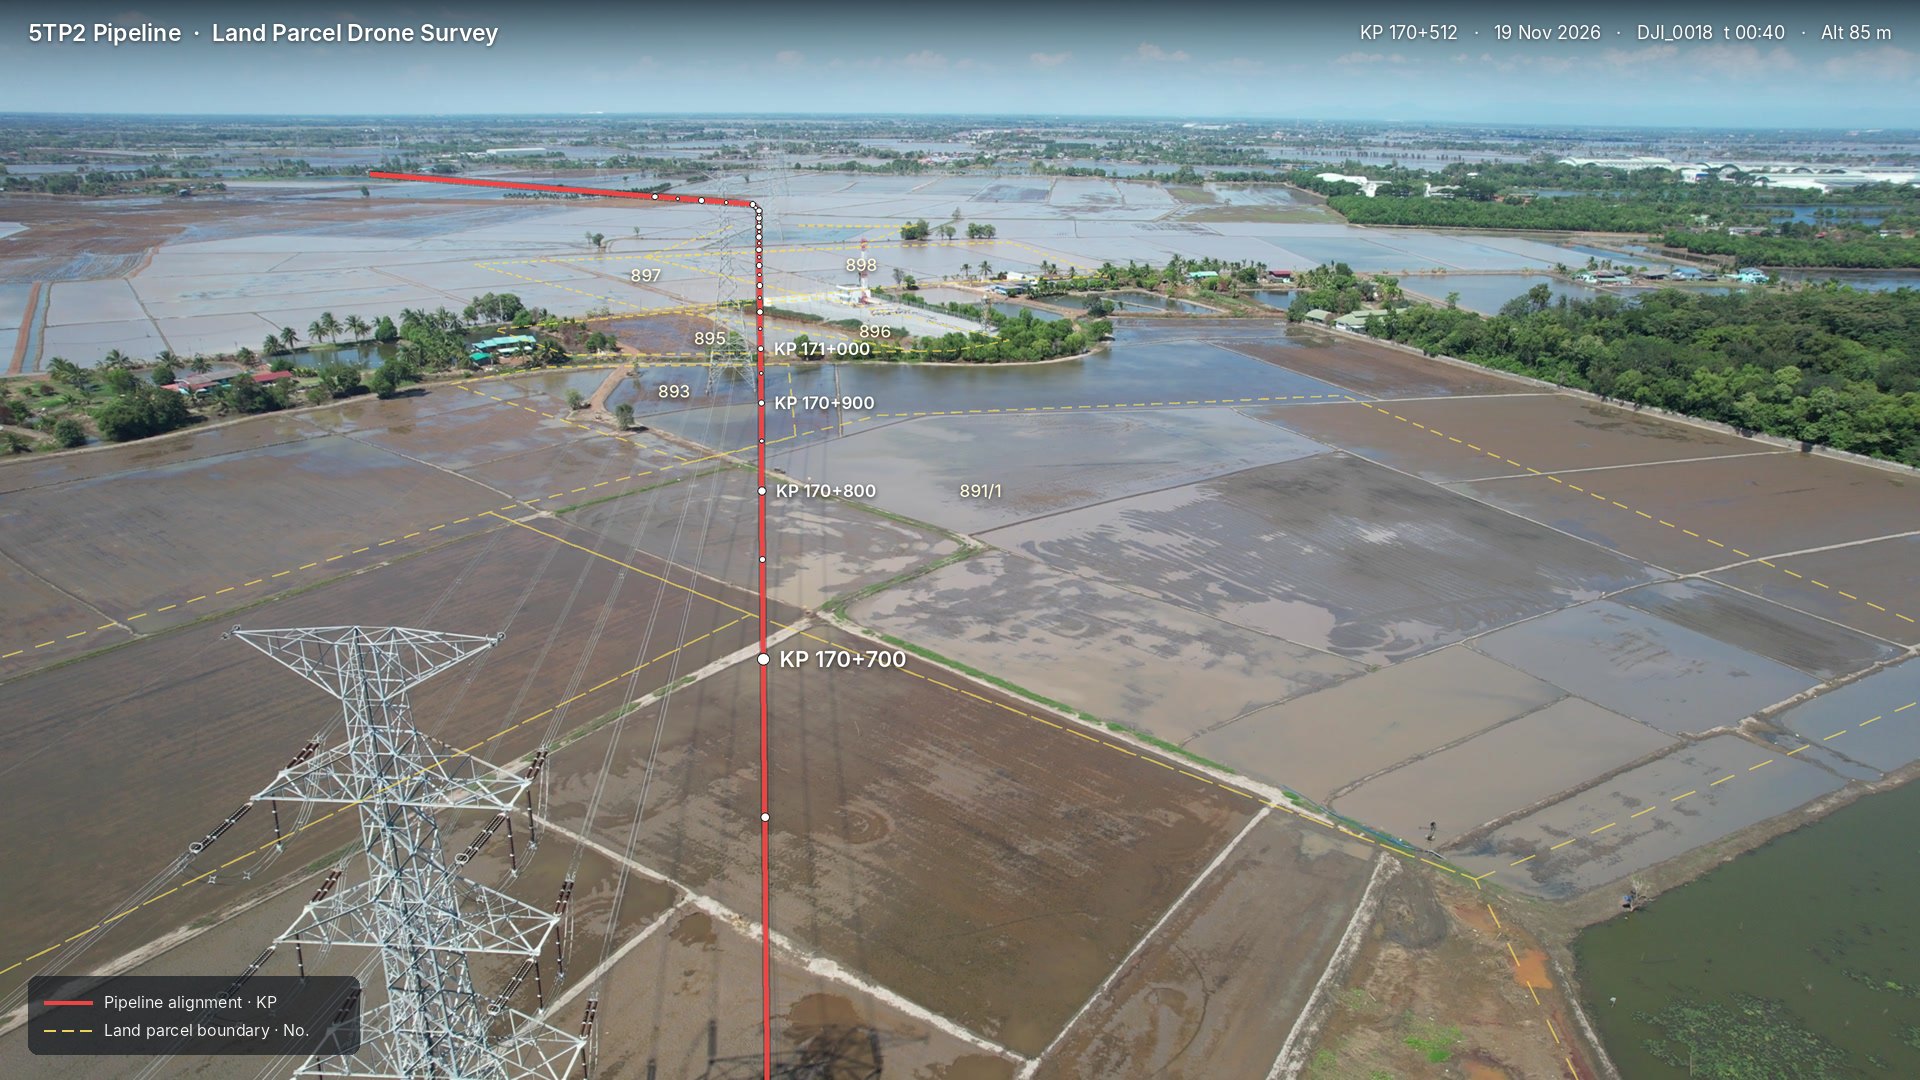 5TP2 Pipeline · Land Parcel Drone Survey
KP 170+512 · 19 Nov 2026 · DJI_0018 t 00:40 · Alt 85 m
898
897
896
895
KP 171+000
893
KP 170+900
KP 170+800
891/1
KP 170+700
Pipeline alignment · KP
Land parcel boundary · No.